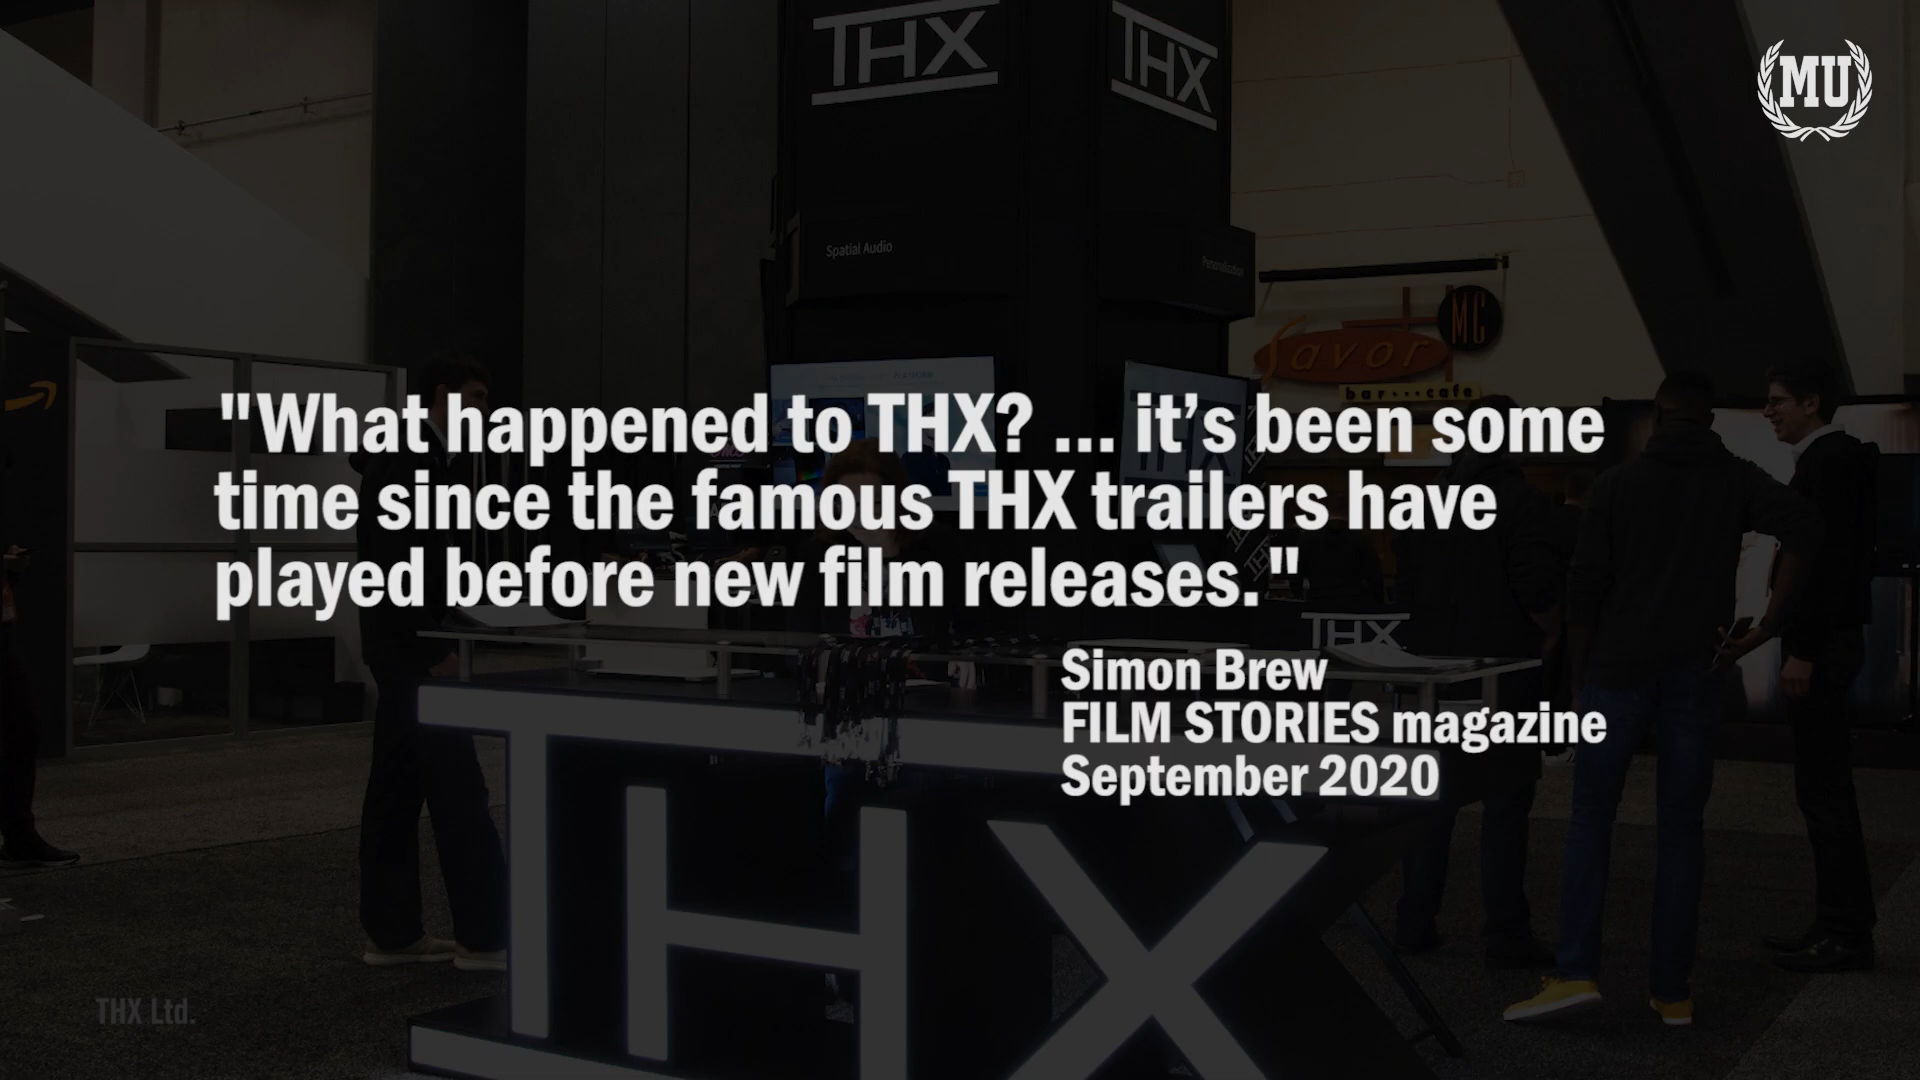 THX
THX
MU
Spatial Audio
Personalization
Savor
MC
bar•••cafe
"What happened to THX? ... it’s been some
time since the famous THX trailers have
played before new film releases."
THX
Simon Brew
FILM STORIES magazine
September 2020
THX
THX Ltd.